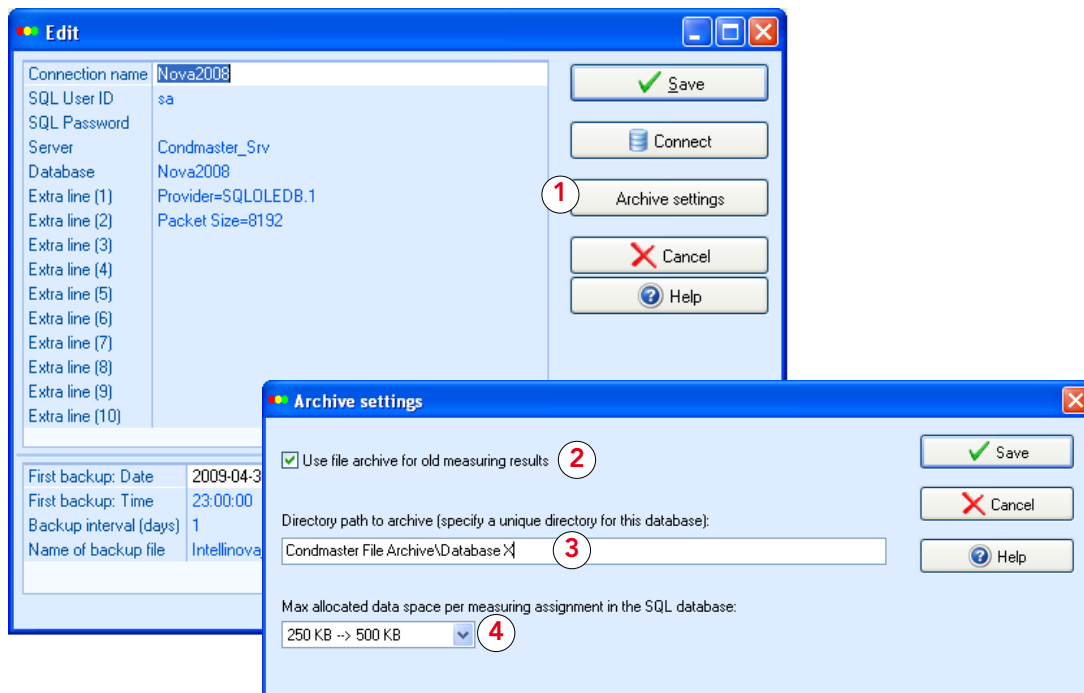 Edit
Connection name Nova2008
SQL User ID sa
SQL Password
Server Condmaster_Srv
Database Nova2008
Extra line (1) Provider=SQLOLEDB.1
Extra line (2) Packet Size=8192
Extra line (3)
Extra line (4)
Extra line (5)
Extra line (6)
Extra line (7)
Extra line (8)
Extra line (9)
Extra line (10)
Save
Connect
1 Archive settings
Cancel
Help
First backup: Date 2009-04-3
First backup: Time 23:00:00
Backup interval (days) 1
Name of backup file Intellinova
Archive settings
Use file archive for old measuring results 2
Directory path to archive (specify a unique directory for this database):
Condmaster File Archive\Database X 3
Max allocated data space per measuring assignment in the SQL database:
250 KB --> 500 KB 4
Save
Cancel
Help